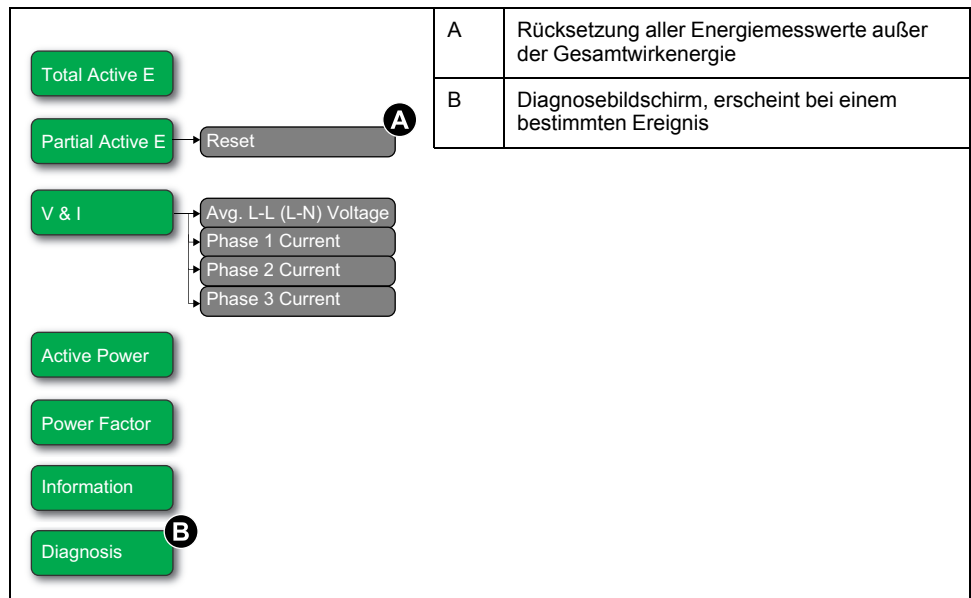 Total Active E
Partial Active E
Reset
A
V & I
Avg. L-L (L-N) Voltage
Phase 1 Current
Phase 2 Current
Phase 3 Current
Active Power
Power Factor
Information
Diagnosis
B
A
Rücksetzung aller Energiemesswerte außer
der Gesamtwirkenergie
B
Diagnosebildschirm, erscheint bei einem
bestimmten Ereignis